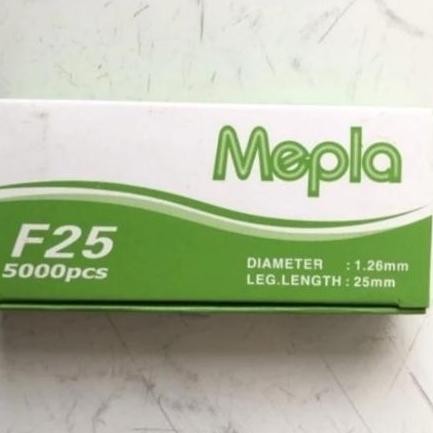 Mepla
F25
5000pcs
DIAMETER : 1.26mm
LEG.LENGTH : 25mm